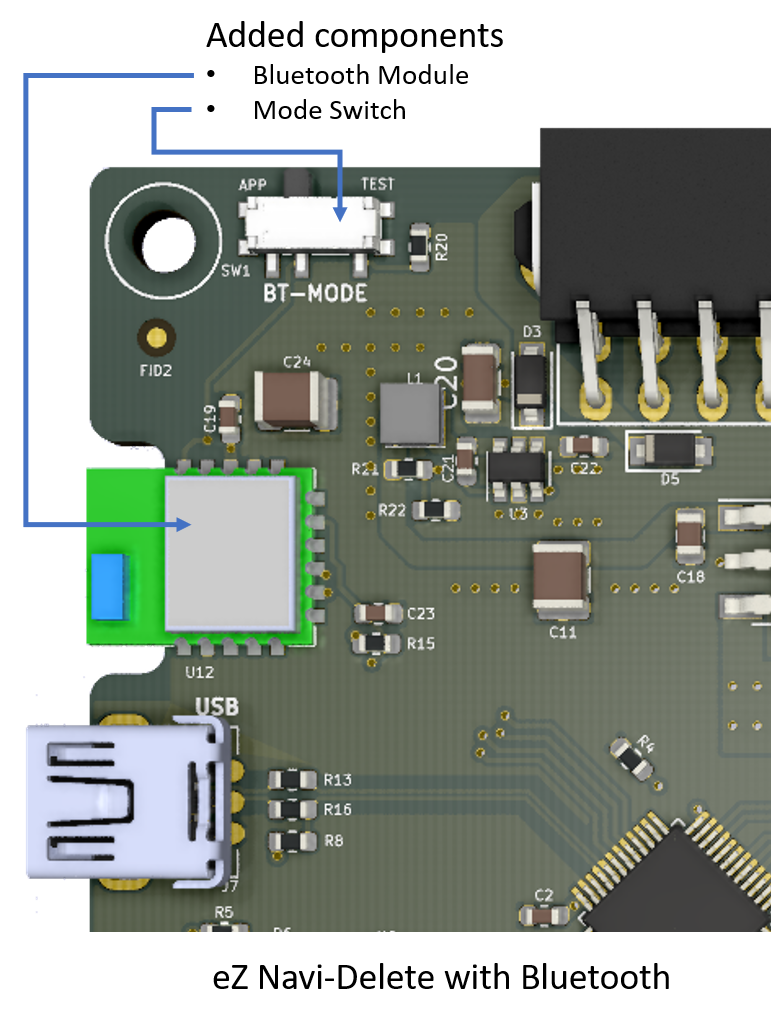 Added components
• Bluetooth Module
• Mode Switch
APP TEST
SW1
R20
BT-MODE
FID2
D3
C24
L1
C20
C19
R21
C21
C22
D5
R22
U3
C18
C23
C11
R15
U12
USB
R4
R13
R16
R8
J7
C2
R5
R6
eZ Navi-Delete with Bluetooth